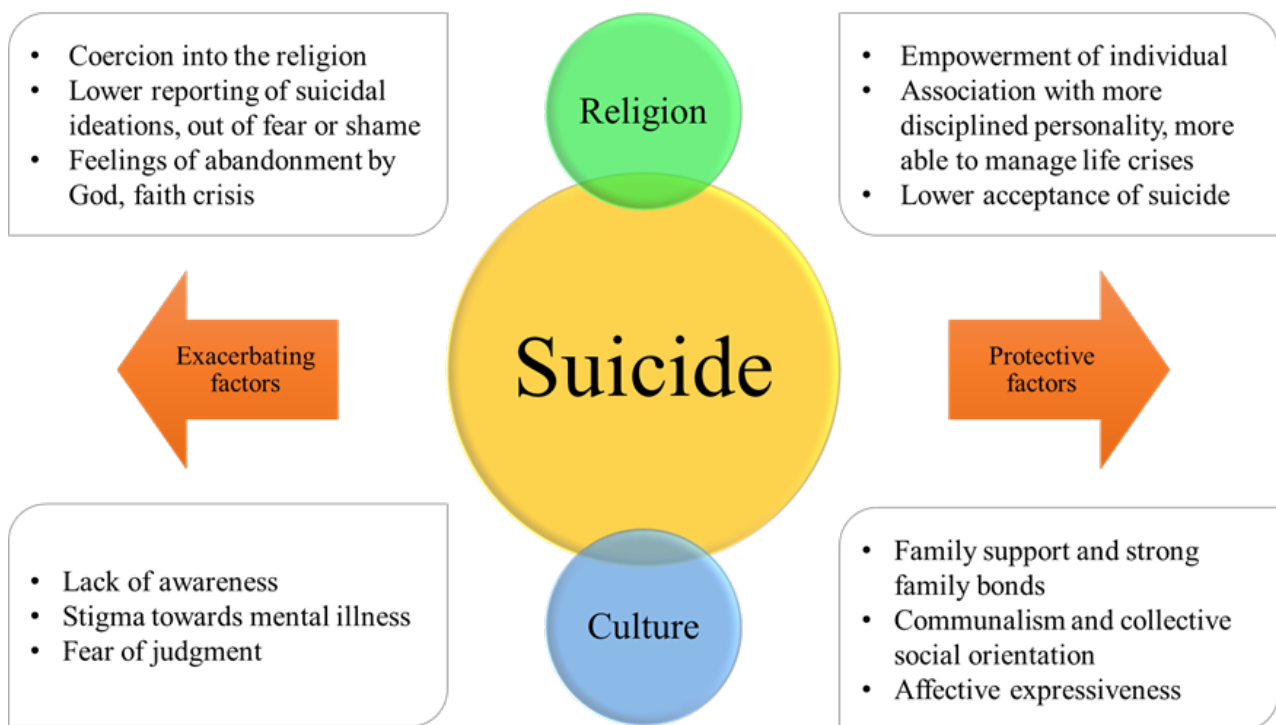 • Coercion into the religion
• Lower reporting of suicidal
ideations, out of fear or shame
• Feelings of abandonment by
God, faith crisis
Religion
• Empowerment of individual
• Association with more
disciplined personality, more
able to manage life crises
• Lower acceptance of suicide
Exacerbating
factors
Suicide
Protective
factors
• Lack of awareness
• Stigma towards mental illness
• Fear of judgment
Culture
• Family support and strong
family bonds
• Communalism and collective
social orientation
• Affective expressiveness